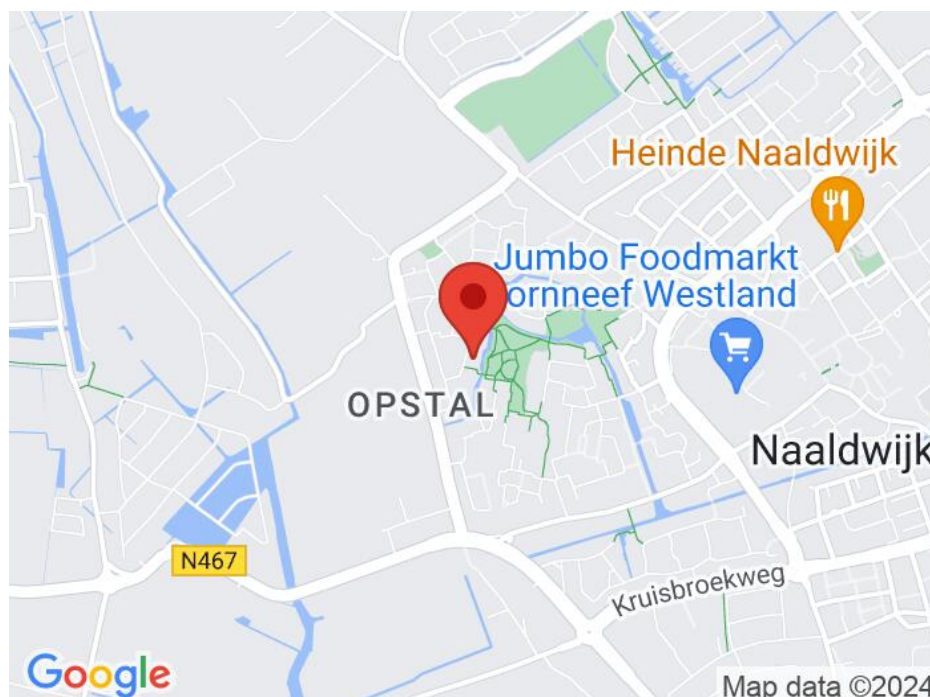 Heinde Naaldwijk
Jumbo Foodmarkt
ornneef Westland
OPSTAL
Naaldwijk
N467
Kruisbroekweg
Google
Map data ©2024